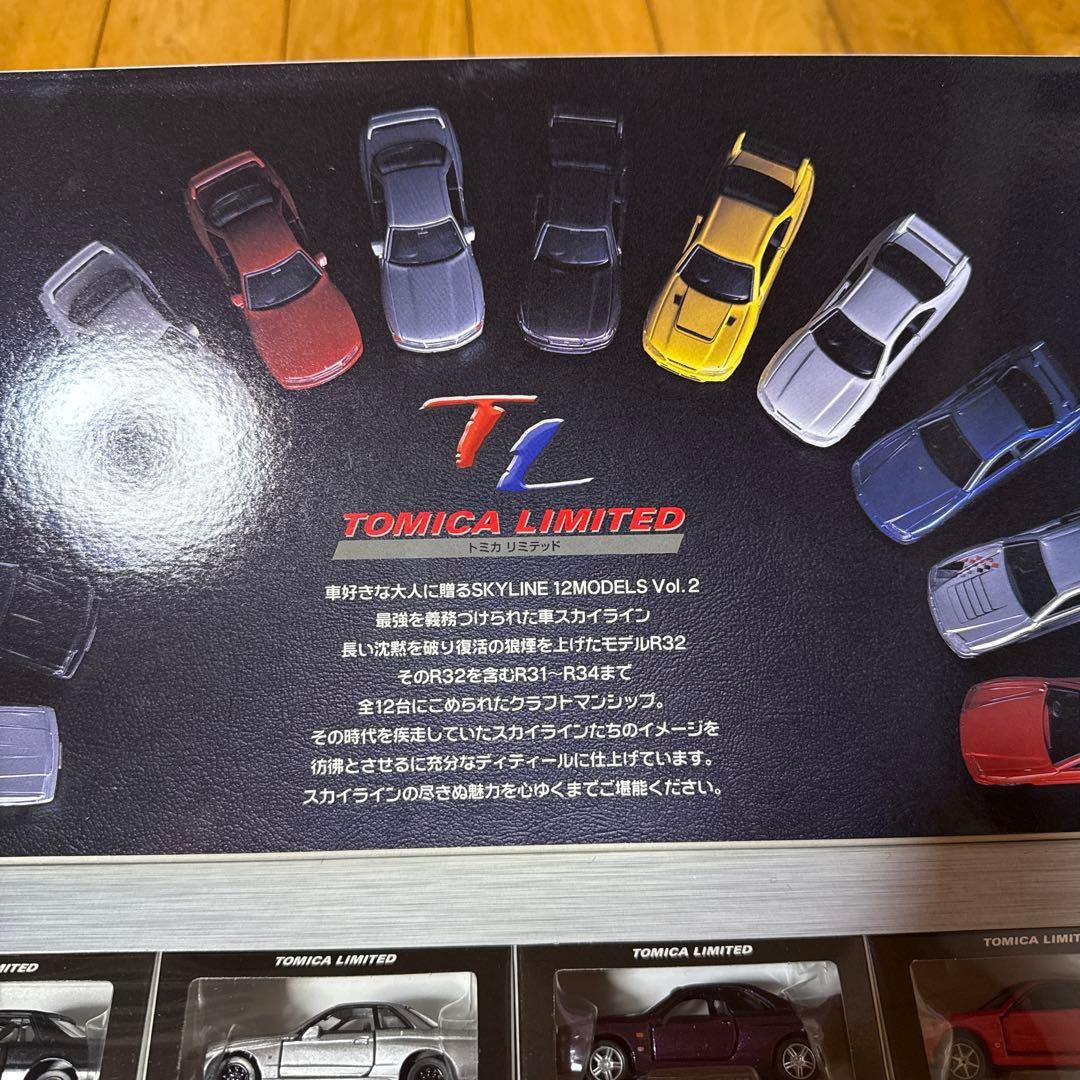 TL
TOMICA LIMITED
トミカ リミテッド
車好きな大人に贈るSKYLINE 12MODELS Vol.2
最強を義務づけられた車スカイライン
長い沈黙を破り復活の狼煙を上げたモデルR32
そのR32を含むR31〜R34まで
全12台にこめられたクラフトマンシップ。
その時代を疾走していたスカイラインたちのイメージを
彷彿とさせるに充分なディティールに仕上げています。
スカイラインの尽きぬ魅力を心ゆくまでご堪能ください。
MITED
TOMICA LIMITED
TOMICA LIMITED
TOMICA LIMIT